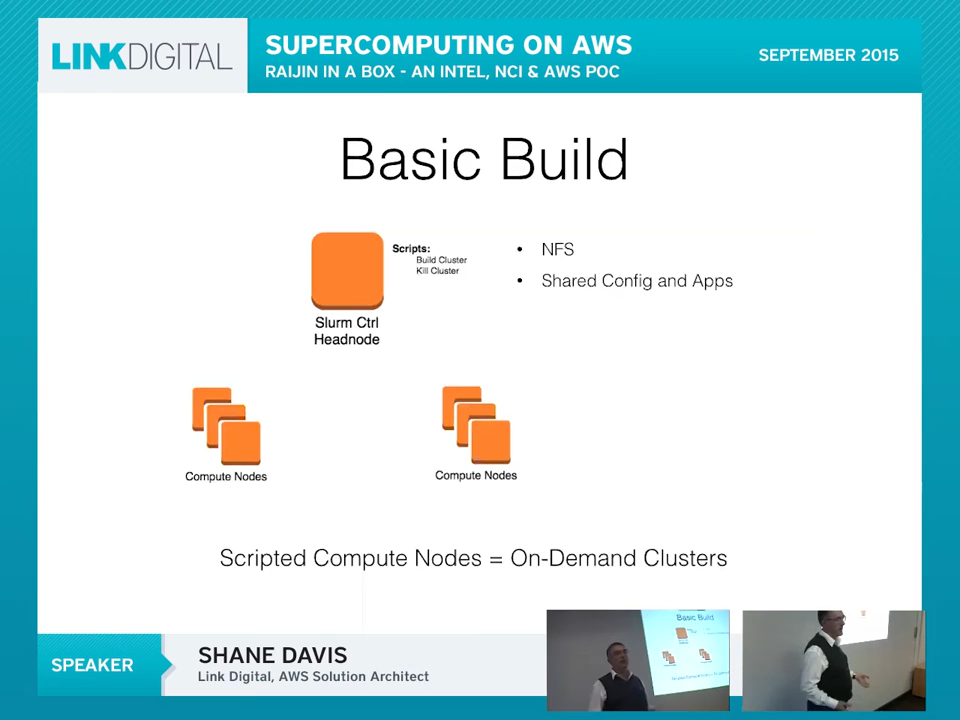 LINKDIGITAL
SUPERCOMPUTING ON AWS
RAIJIN IN A BOX - AN INTEL, NCI & AWS POC
SEPTEMBER 2015
Basic Build
Scripts:
Build Cluster
Kill Cluster
• NFS
• Shared Config and Apps
Slurm Ctrl
Headnode
Compute Nodes
Compute Nodes
Scripted Compute Nodes = On-Demand Clusters
Basic Build
SPEAKER
SHANE DAVIS
Link Digital, AWS Solution Architect